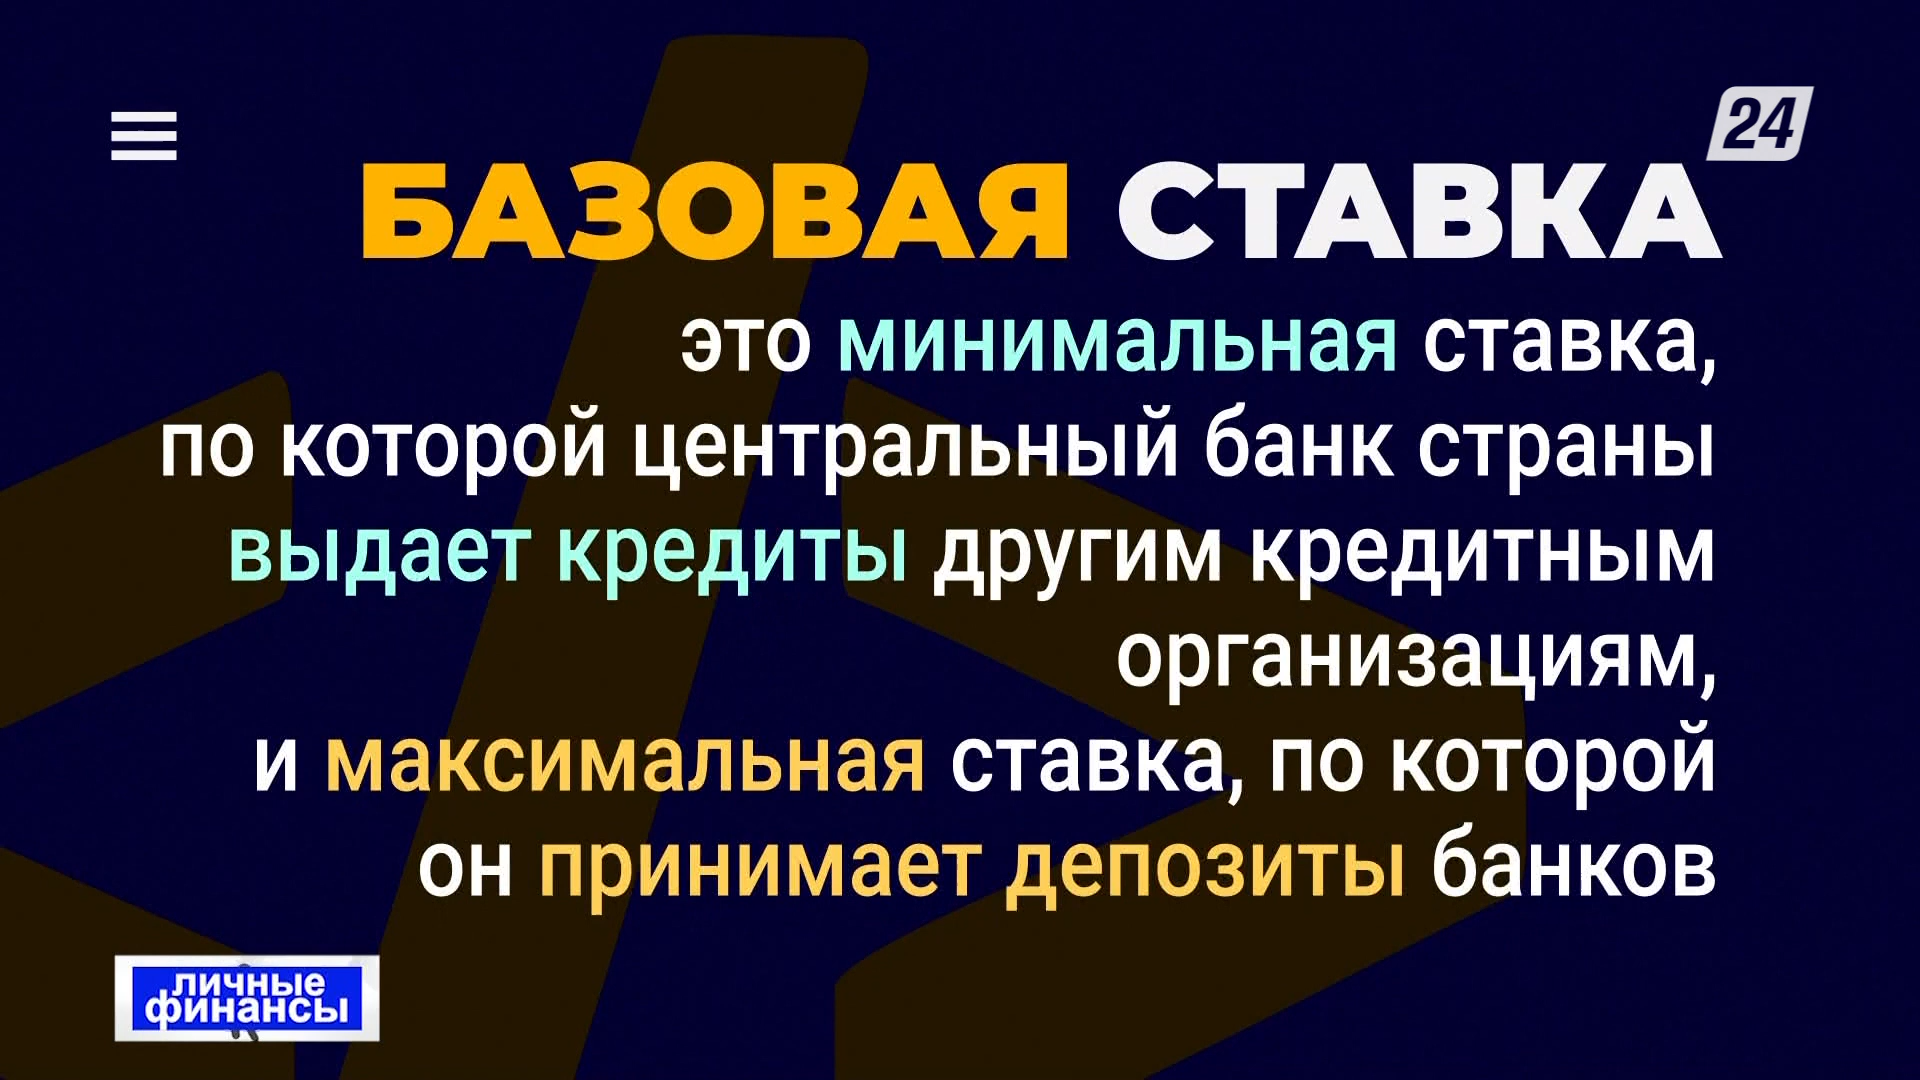 24
БАЗОВАЯ СТАВКА
это минимальная ставка,
по которой центральный банк страны
выдает кредиты другим кредитным
организациям,
и максимальная ставка, по которой
он принимает депозиты банков
личные
финансы